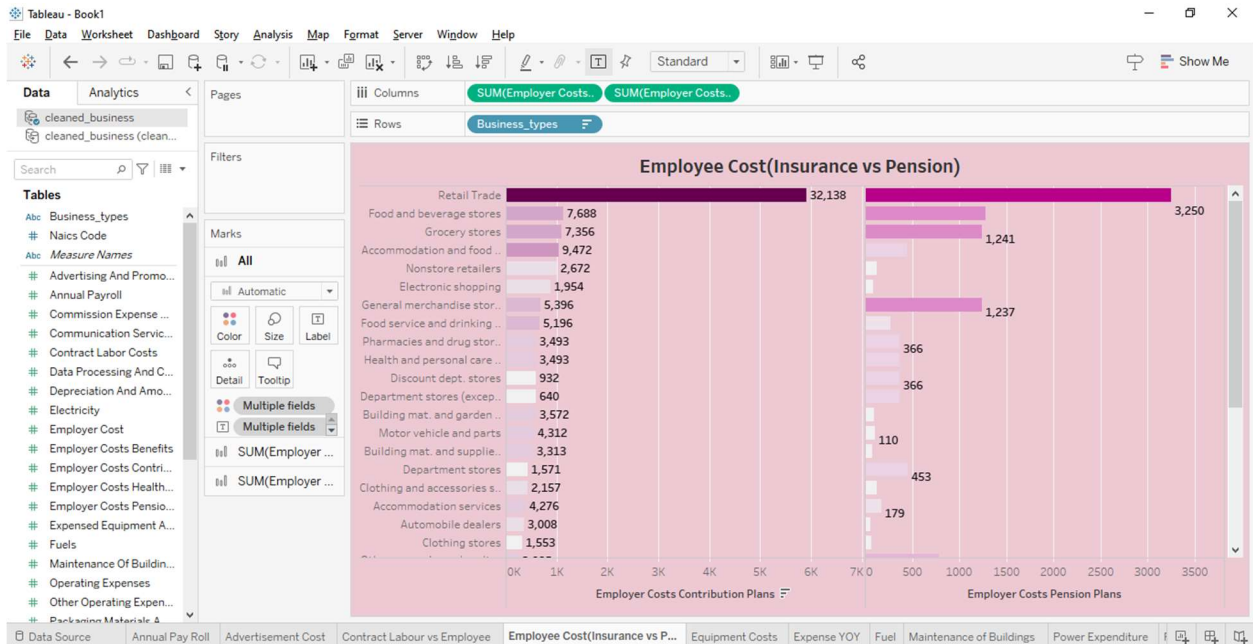 Tableau - Book1
File Data Worksheet Dashboard Story Analysis Map Format Server Window Help
Standard
Show Me
Data Analytics
Pages
Columns SUM(Employer Costs.. SUM(Employer Costs..
cleaned_business
cleaned_business (clean...
Rows Business_types
Search
Filters
Employee Cost(Insurance vs Pension)
Tables
Abc Business_types
# Naics Code
Abc Measure Names
# Advertising And Promo...
# Annual Payroll
# Commission Expense ...
# Communication Servic...
# Contract Labor Costs
# Data Processing And C...
# Depreciation And Amo...
# Electricity
# Employer Cost
# Employer Costs Benefits
# Employer Costs Contri...
# Employer Costs Health...
# Employer Costs Pensio...
# Expensed Equipment A...
# Fuels
# Maintenance Of Buildin...
# Operating Expenses
# Other Operating Expen...
# Packaging Materials A
Marks
All
Automatic
Color Size Label
Detail Tooltip
Multiple fields
Multiple fields
SUM(Employer ...
SUM(Employer ...
Retail Trade 32,138 3,250
Food and beverage stores 7,688
Grocery stores 7,356 1,241
Accommodation and food .. 9,472
Nonstore retailers 2,672
Electronic shopping 1,954
General merchandise stor.. 5,396 1,237
Food service and drinking .. 5,196
Pharmacies and drug stor.. 3,493 366
Health and personal care .. 3,493
Discount dept. stores 932 366
Department stores (excep.. 640
Building mat. and garden .. 3,572
Motor vehicle and parts 4,312 110
Building mat. and supplie.. 3,313
Department stores 1,571 453
Clothing and accessories s.. 2,157
Accommodation services 4,276 179
Automobile dealers 3,008
Clothing stores 1,553
0K 1K 2K 3K 4K 5K 6K 7K 0 500 1000 1500 2000 2500 3000 3500
Employer Costs Contribution Plans Employer Costs Pension Plans
Data Source Annual Pay Roll Advertisement Cost Contract Labour vs Employee Employee Cost(Insurance vs P... Equipment Costs Expense YOY Fuel Maintenance of Buildings Power Expenditure